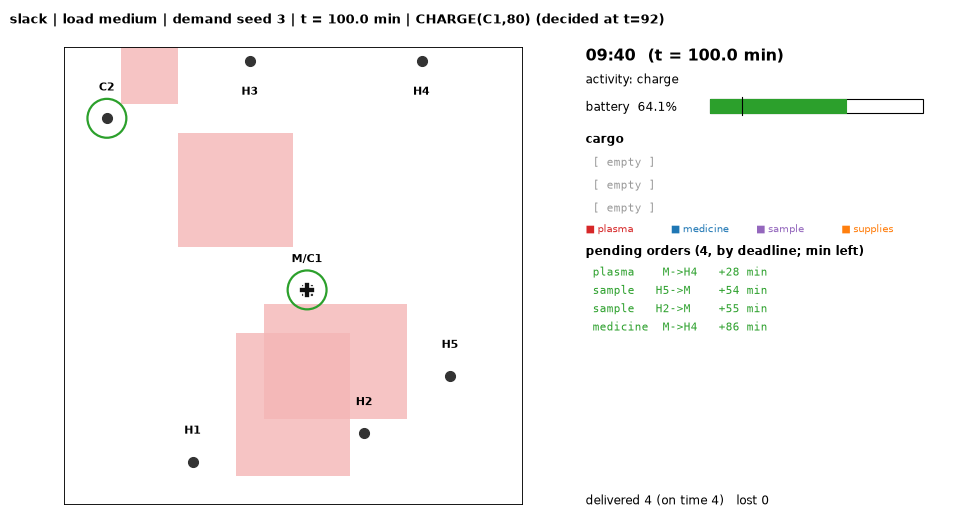 slack | load medium | demand seed 3 | t = 100.0 min | CHARGE(C1,80) (decided at t=92)
C2
H3
H4
M/C1
H5
H2
H1
09:40  (t = 100.0 min)
activity: charge
battery  64.1%
cargo
[ empty ]
[ empty ]
[ empty ]
plasma
medicine
sample
supplies
pending orders (4, by deadline; min left)
plasma    M->H4   +28 min
sample   H5->M    +54 min
sample   H2->M    +55 min
medicine  M->H4   +86 min
delivered 4 (on time 4)   lost 0